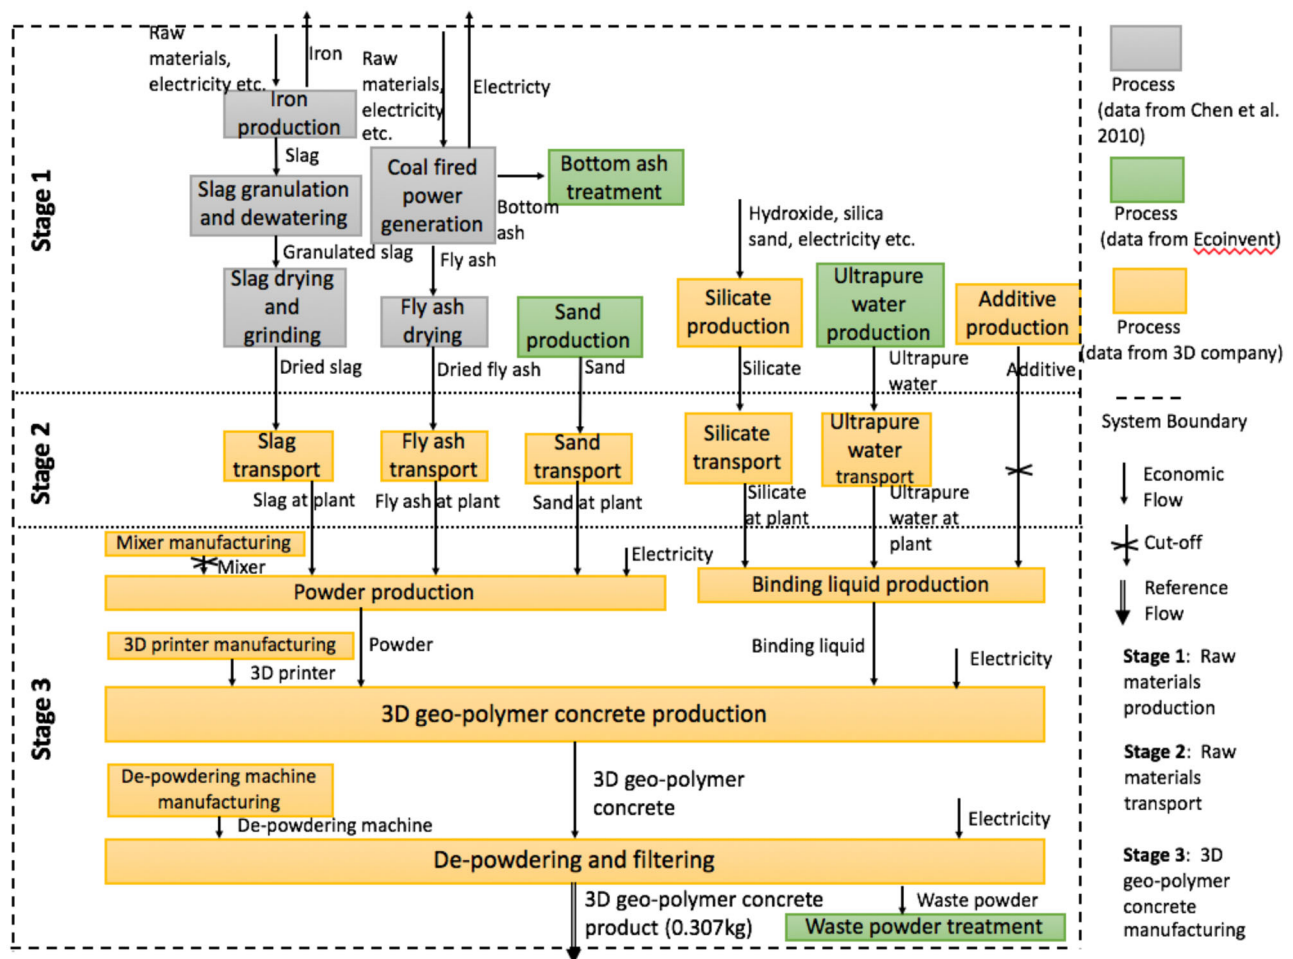 Raw
materials,
electricity etc.
Iron
Raw
materials,
electricity
etc.
Electricty
Iron
production
Slag
Slag granulation
and dewatering
Granulated slag
Slag drying
and
grinding
Dried slag
Coal fired
power
generation
Bottom
ash
Bottom ash
treatment
Fly ash
Fly ash
drying
Dried fly ash
Sand
production
Sand
Hydroxide, silica
sand, electricity etc.
Silicate
production
Silicate
Ultrapure
water
production
Ultrapure
water
Additive
production
Additive
Stage 1
Stage 2
Slag
transport
Slag at plant
Fly ash
transport
Fly ash at plant
Sand
transport
Sand at plant
Silicate
transport
Silicate
at plant
Ultrapure
water
transport
Ultrapure
water at
plant
Stage 3
Mixer manufacturing
Mixer
Electricity
Powder production
Binding liquid production
3D printer manufacturing
3D printer
Powder
Binding liquid
Electricity
3D geo-polymer concrete production
De-powdering machine
manufacturing
De-powdering machine
3D geo-polymer
concrete
Electricity
De-powdering and filtering
3D geo-polymer concrete
product (0.307kg)
Waste powder
Waste powder treatment
Process
(data from Chen et al.
2010)
Process
(data from Ecoinvent)
Process
(data from 3D company)
System Boundary
Economic
Flow
Cut-off
Reference
Flow
Stage 1: Raw
materials
production
Stage 2: Raw
materials
transport
Stage 3: 3D
geo-polymer
concrete
manufacturing